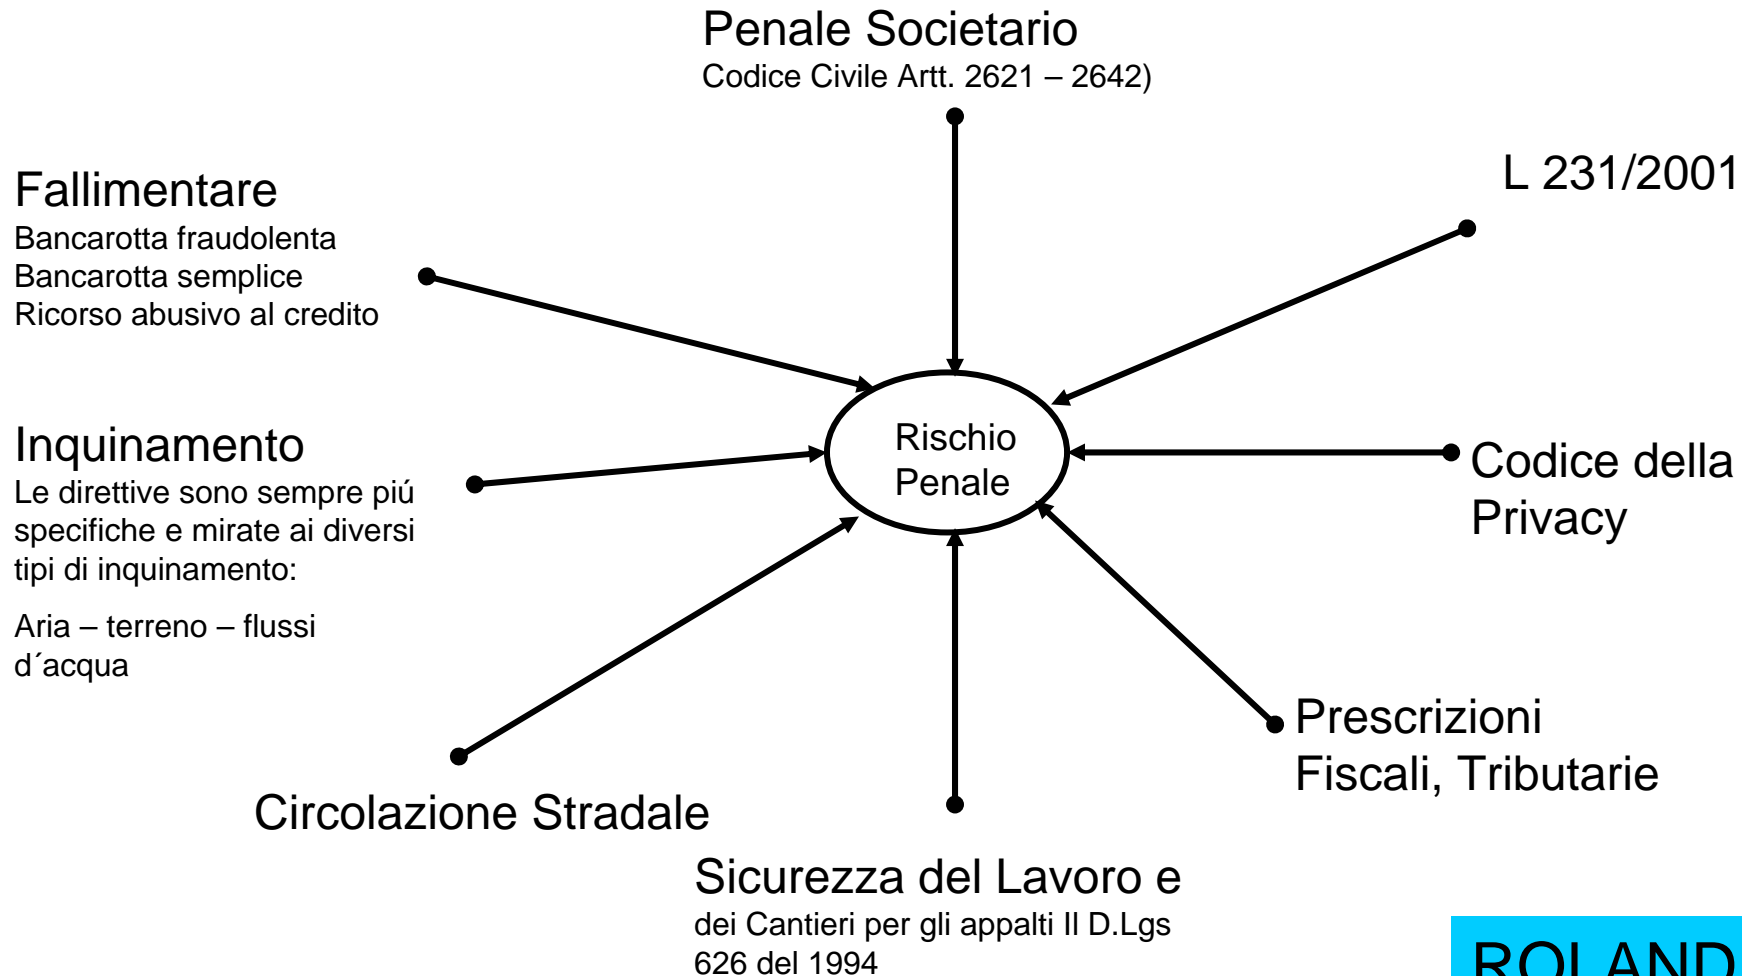 Penale Societario
Codice Civile Artt. 2621 – 2642)
L 231/2001
Fallimentare
Bancarotta fraudolenta
Bancarotta semplice
Ricorso abusivo al credito
Rischio
Penale
Inquinamento
Le direttive sono sempre piú
specifiche e mirate ai diversi
tipi di inquinamento:
Aria – terreno – flussi
d´acqua
Codice della
Privacy
Prescrizioni
Fiscali, Tributarie
Circolazione Stradale
Sicurezza del Lavoro e
dei Cantieri per gli appalti Il D.Lgs
626 del 1994
ROLAND